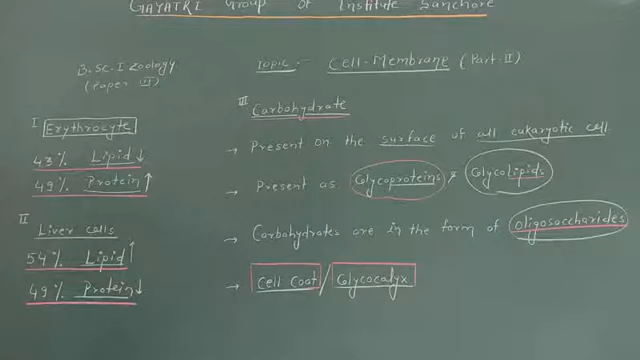 GAYATRI Group of Institute Sanchore
B.SC-I Zoology
(Paper III)
Topic :- Cell-Membrane (Part-II)
I Erythrocyte
43% Lipid ↓
49% Protein ↑
II Liver cells
54% Lipid ↑
49% Protein ↓
III Carbohydrate
→ Present on the surface of all eukaryotic cell
→ Present as Glycoproteins & Glycolipids
→ Carbohydrates are in the form of Oligosaccharides
→ Cell Coat / Glycocalyx